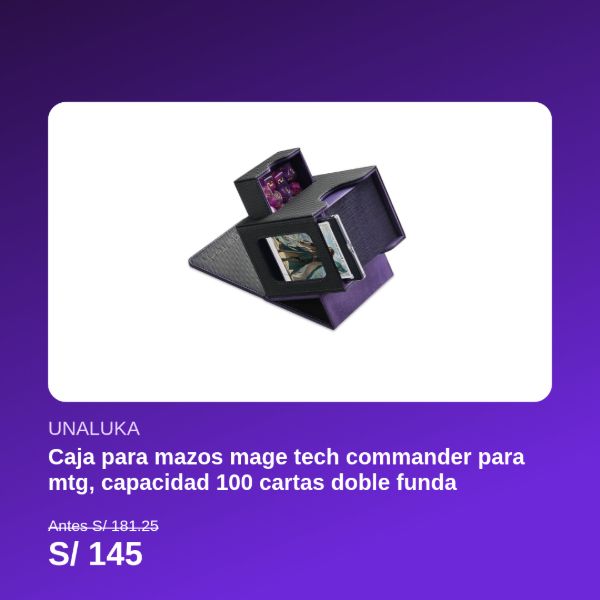 UNALUKA
Caja para mazos mage tech commander para
mtg, capacidad 100 cartas doble funda
Antes S/ 181.25
S/ 145